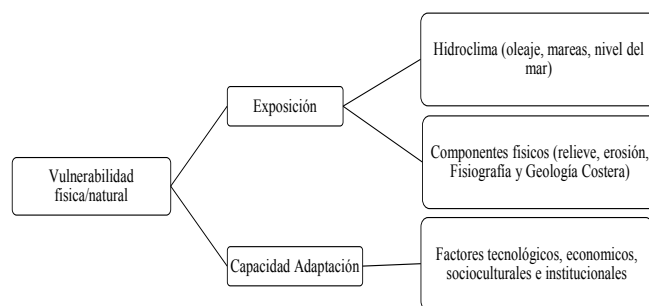 Hidroclima (oleaje, mareas, nivel del
mar)
Exposición
Componentes físicos (relieve, erosión,
Fisiografía y Geología Costera)
Vulnerabilidad
fisica/natural
Capacidad Adaptación
Factores tecnológicos, economicos,
socioculturales e institucionales